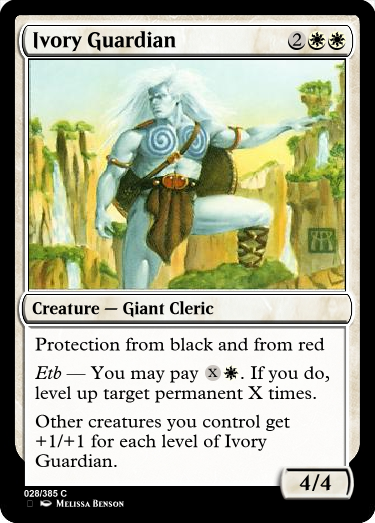 Ivory Guardian 2
Creature — Giant Cleric
Protection from black and from red
Etb — You may pay X. If you do,
level up target permanent X times.
Other creatures you control get
+1/+1 for each level of Ivory
Guardian.
4/4
028/385 C
Melissa Benson